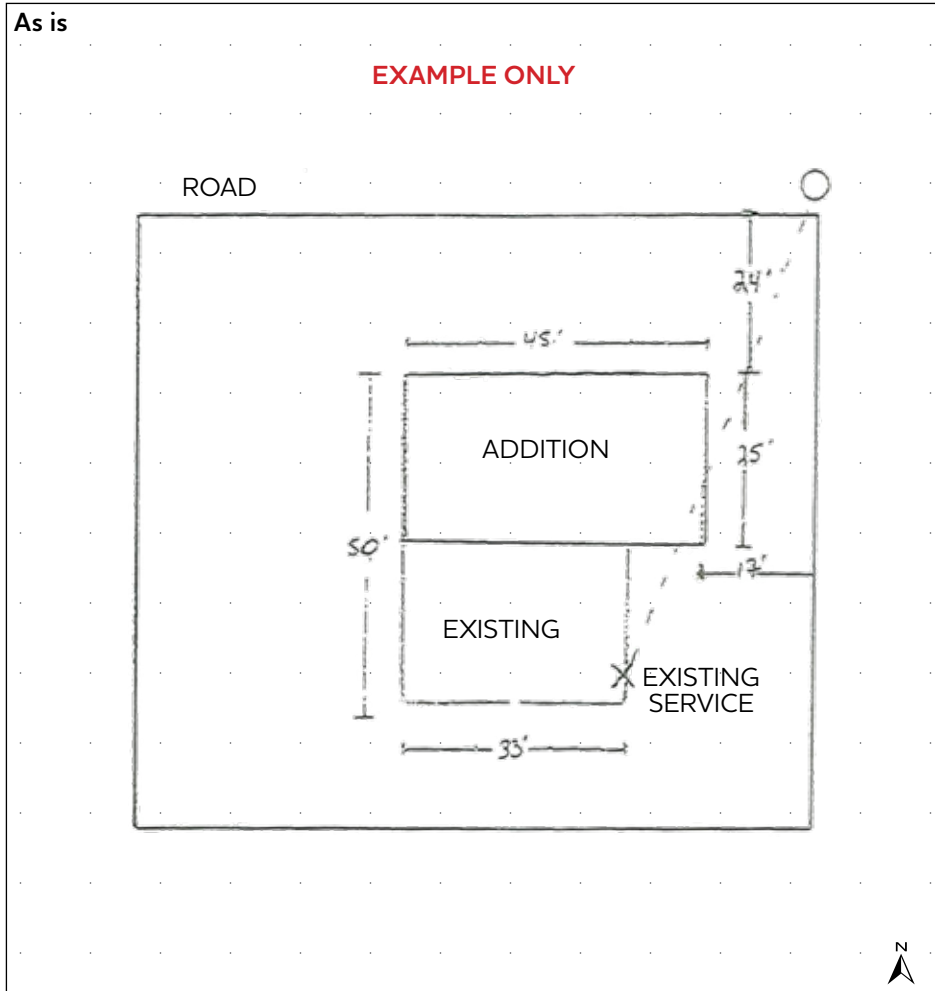 As is
EXAMPLE ONLY
ROAD
24'
45'
ADDITION
25'
50'
17'
EXISTING
EXISTING
SERVICE
33'
N